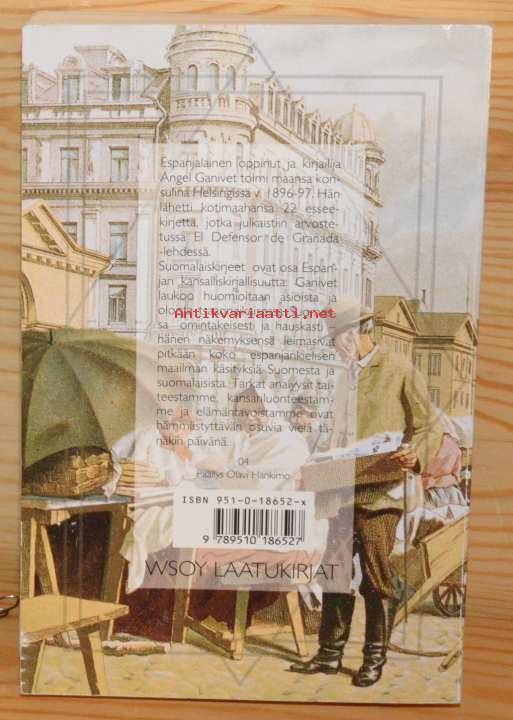 Espanjalainen oppinut ja kirjailija
Angel Ganivet toimi maansa kon-
sulina Helsingissä v. 1896-97. Hän
lähetti kotimaahansa 22 essee-
kirjettä, jotka julkaistiin arvoste-
tussa El Defensor de Granada
-lehdessä.
Suomalaiskirjeet ovat osa Espan-
jan kansalliskirjallisuutta. Ganivet
laukoo huomioitaan asioista ja
Antikvariaatti.net
sa omintakeisesti ja hauskasti
hänen näkemyksensä leimasivat
pitkään koko espanjankielisen
maailman käsityksiä Suomesta ja
suomalaisista. Tarkat analyysit tai-
teestamme, kansanluonteestam-
me ja elämäntavoistamme ovat
hämmästyttävän osuvia vielä tä-
näkin päivänä.
04
Päällys Olavi Hankimo
ISBN 951-0-18652-x
9 789510 186527
WSOY LAATUKIRJAT